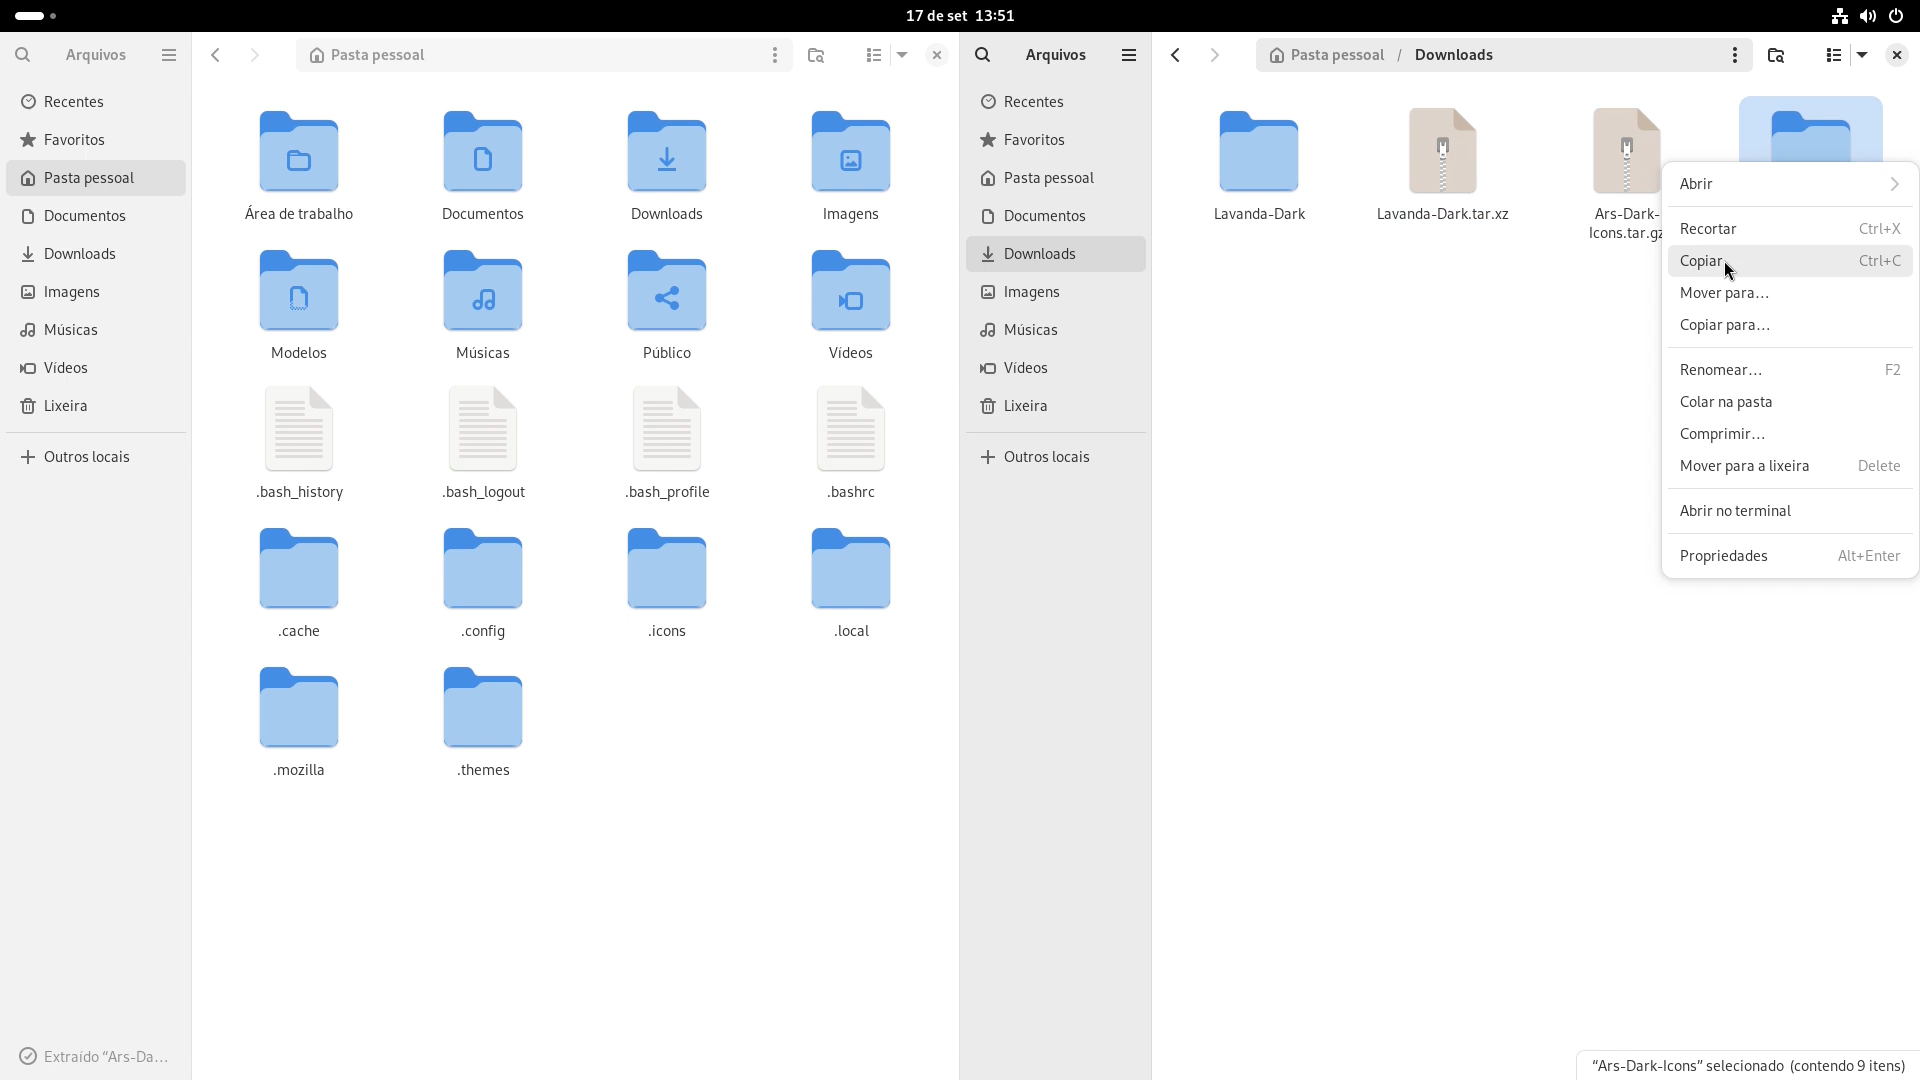 17 de set 13:51
Arquivos
Recentes
Favoritos
Pasta pessoal
Documentos
Downloads
Imagens
Músicas
Vídeos
Lixeira
Outros locais
Extraído “Ars-Da…
Pasta pessoal
Área de trabalho
Documentos
Downloads
Imagens
Modelos
Músicas
Público
Vídeos
.bash_history
.bash_logout
.bash_profile
.bashrc
.cache
.config
.icons
.local
.mozilla
.themes
Arquivos
Recentes
Favoritos
Pasta pessoal
Documentos
Downloads
Imagens
Músicas
Vídeos
Lixeira
Outros locais
Pasta pessoal / Downloads
Lavanda-Dark
Lavanda-Dark.tar.xz
Ars-Dark-
Icons.tar.gz
Abrir
Recortar Ctrl+X
Copiar Ctrl+C
Mover para…
Copiar para…
Renomear… F2
Colar na pasta
Comprimir…
Mover para a lixeira Delete
Abrir no terminal
Propriedades Alt+Enter
“Ars-Dark-Icons” selecionado (contendo 9 itens)